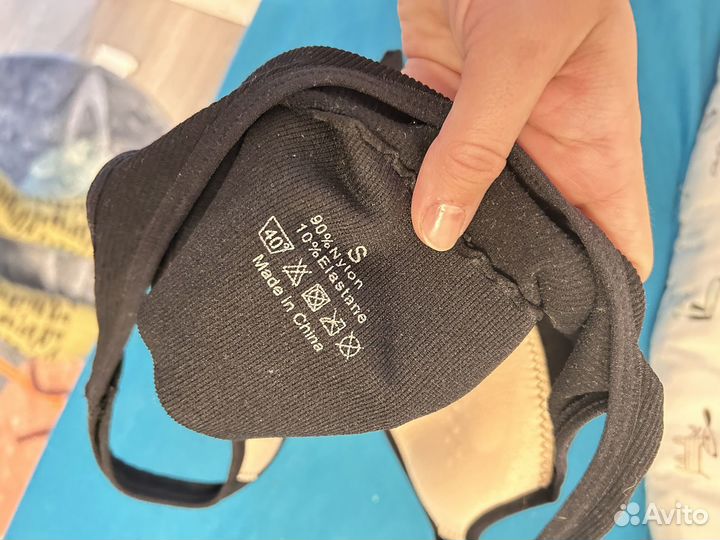 S
90%Nylon
10%Elastane
40°
Made in China
Avito